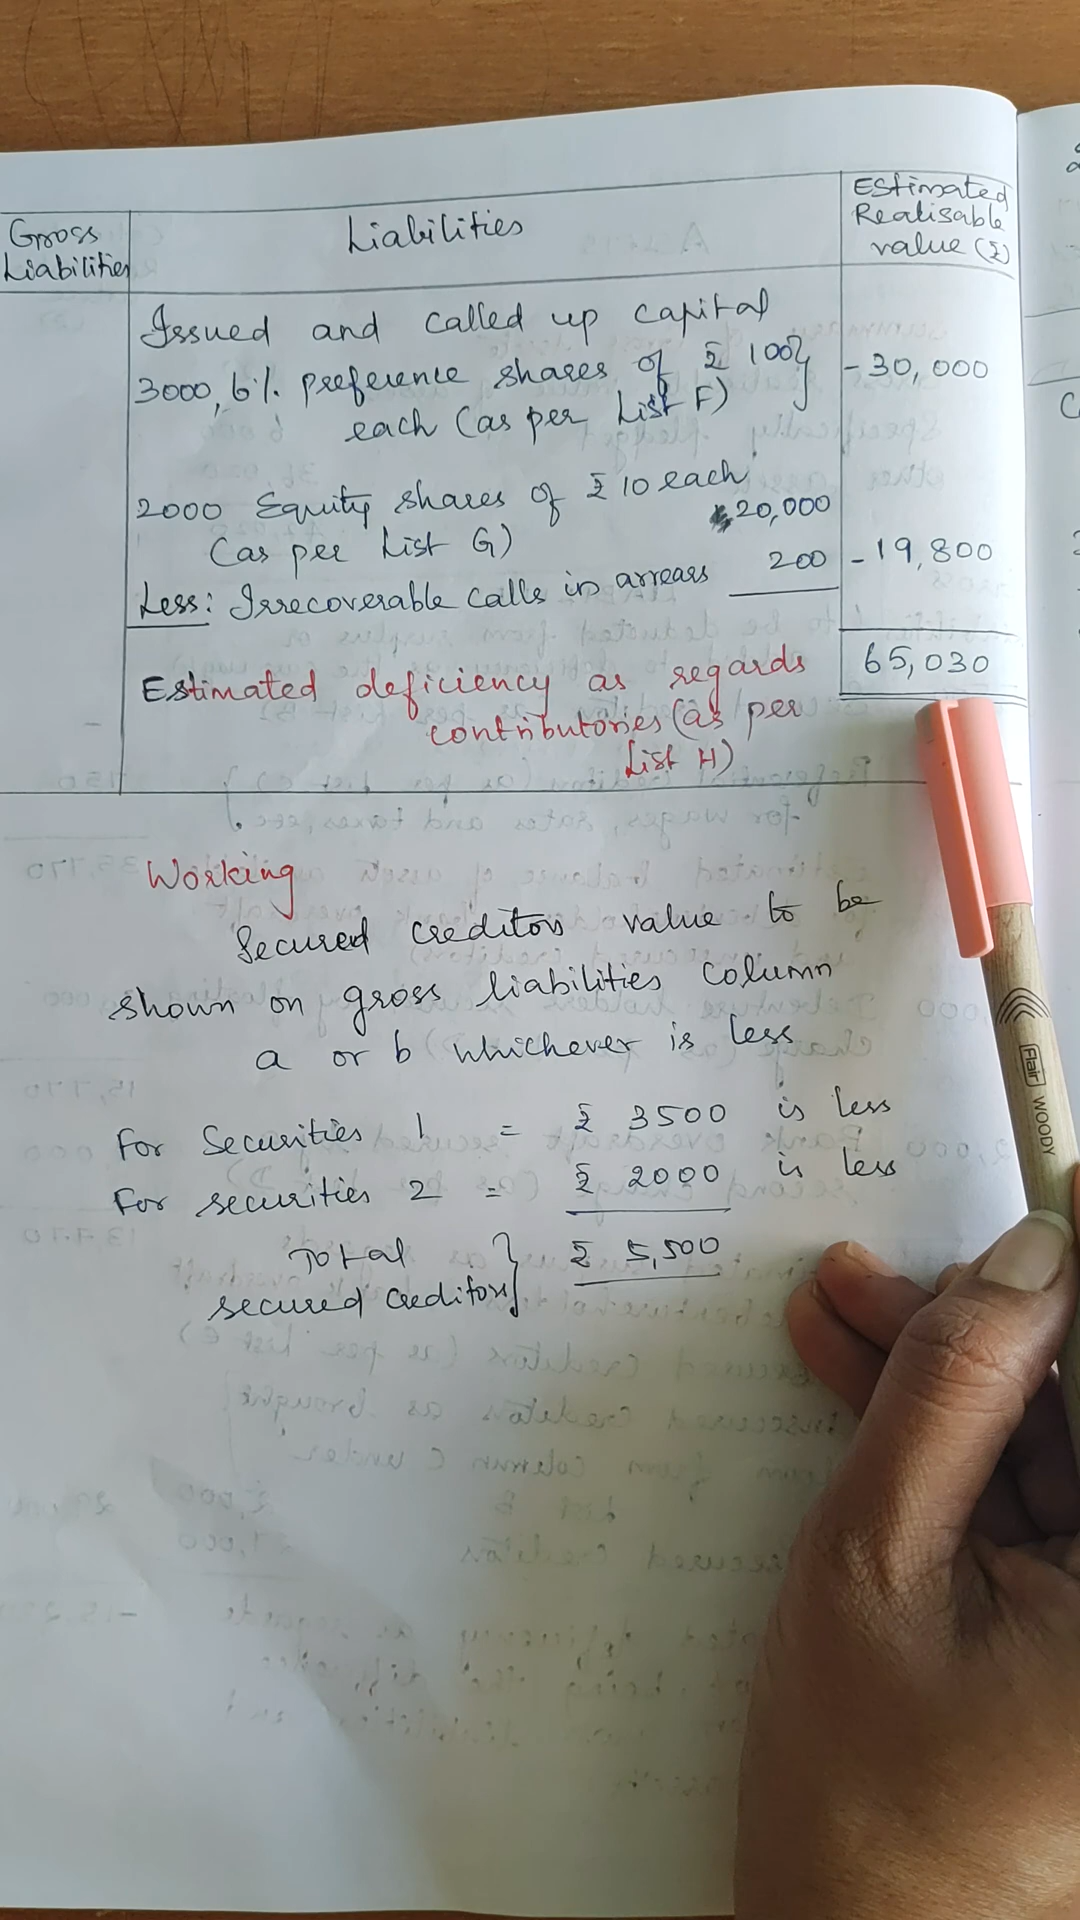 Gross
Liabilities
Liabilities
Estimated
Realisable
value (₹)
Issued and called up capital
3000, 6% preference shares of ₹ 100
each (as per List F)
- 30,000
2000 Equity shares of ₹ 10 each
(as per List G)
20,000
Less: Irrecoverable calls in arrears
200
- 19,800
Estimated deficiency as regards
contributories (as per
List H)
65,030
Working
Secured creditors value to be
shown on gross liabilities column
a or b whichever is less
For Securities 1 = ₹ 3500 is less
For securities 2 = ₹ 2000 is less
Total
secured creditors
₹ 5,500
Flair WOODY